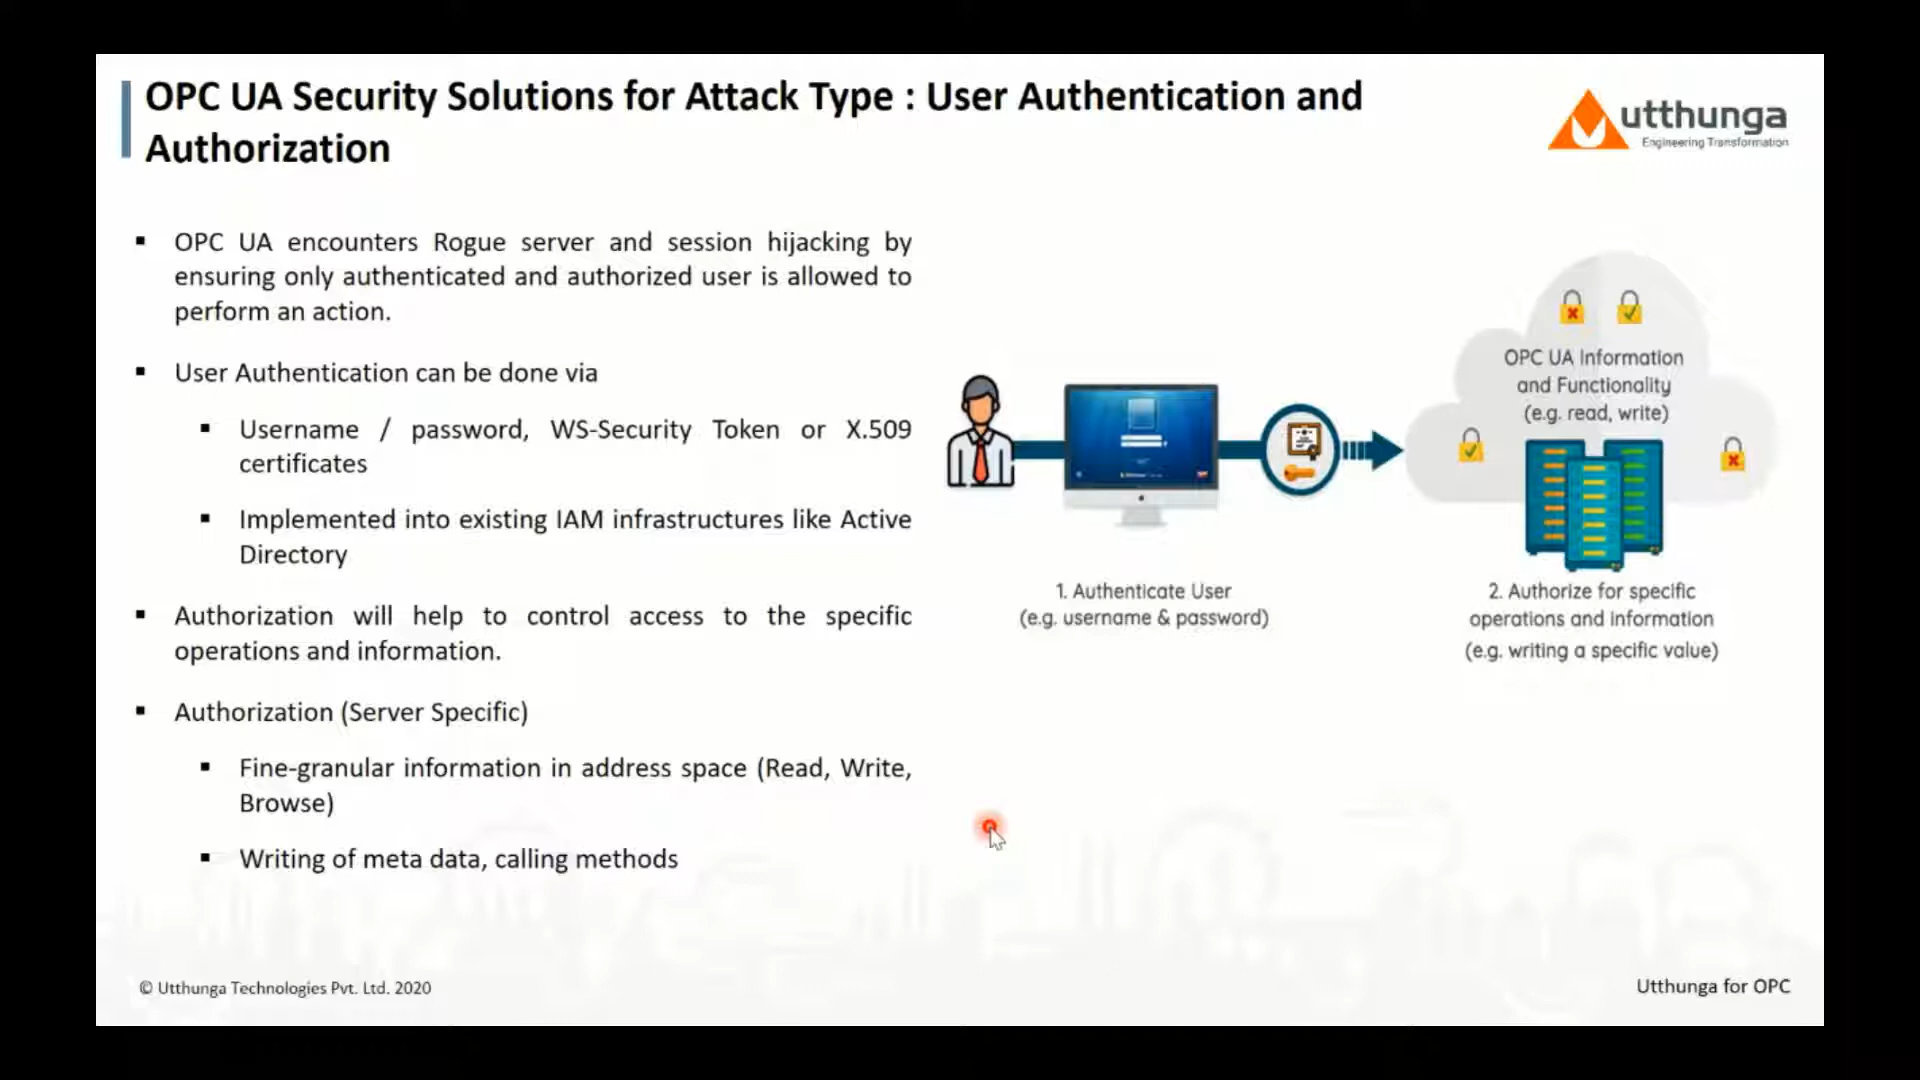 OPC UA Security Solutions for Attack Type : User Authentication and
Authorization
utthunga
Engineering Transformation
▪ OPC UA encounters Rogue server and session hijacking by
ensuring only authenticated and authorized user is allowed to
perform an action.
▪ User Authentication can be done via
▪ Username / password, WS-Security Token or X.509
certificates
▪ Implemented into existing IAM infrastructures like Active
Directory
▪ Authorization will help to control access to the specific
operations and information.
▪ Authorization (Server Specific)
▪ Fine-granular information in address space (Read, Write,
Browse)
▪ Writing of meta data, calling methods
OPC UA Information
and Functionality
(e.g. read, write)
1. Authenticate User
(e.g. username & password)
2. Authorize for specific
operations and information
(e.g. writing a specific value)
© Utthunga Technologies Pvt. Ltd. 2020
Utthunga for OPC